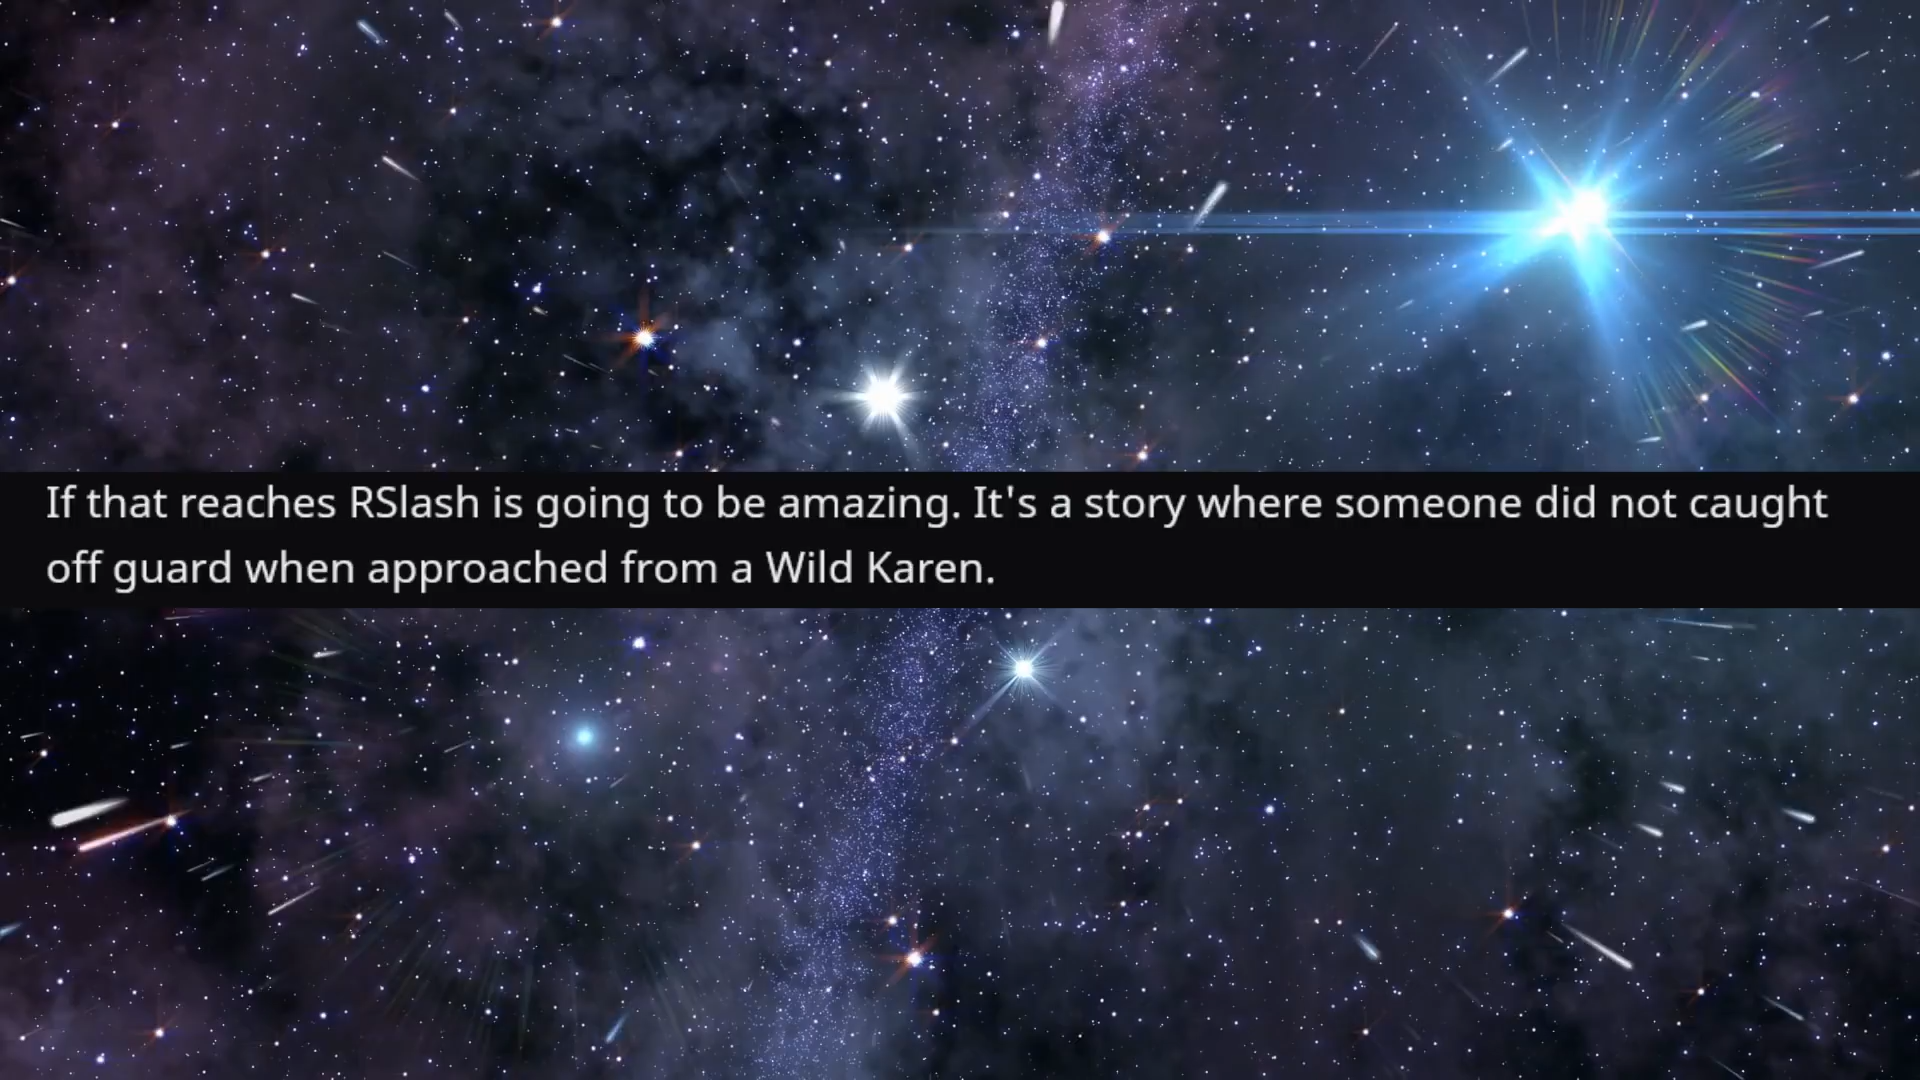 If that reaches RSlash is going to be amazing. It's a story where someone did not caught
off guard when approached from a Wild Karen.